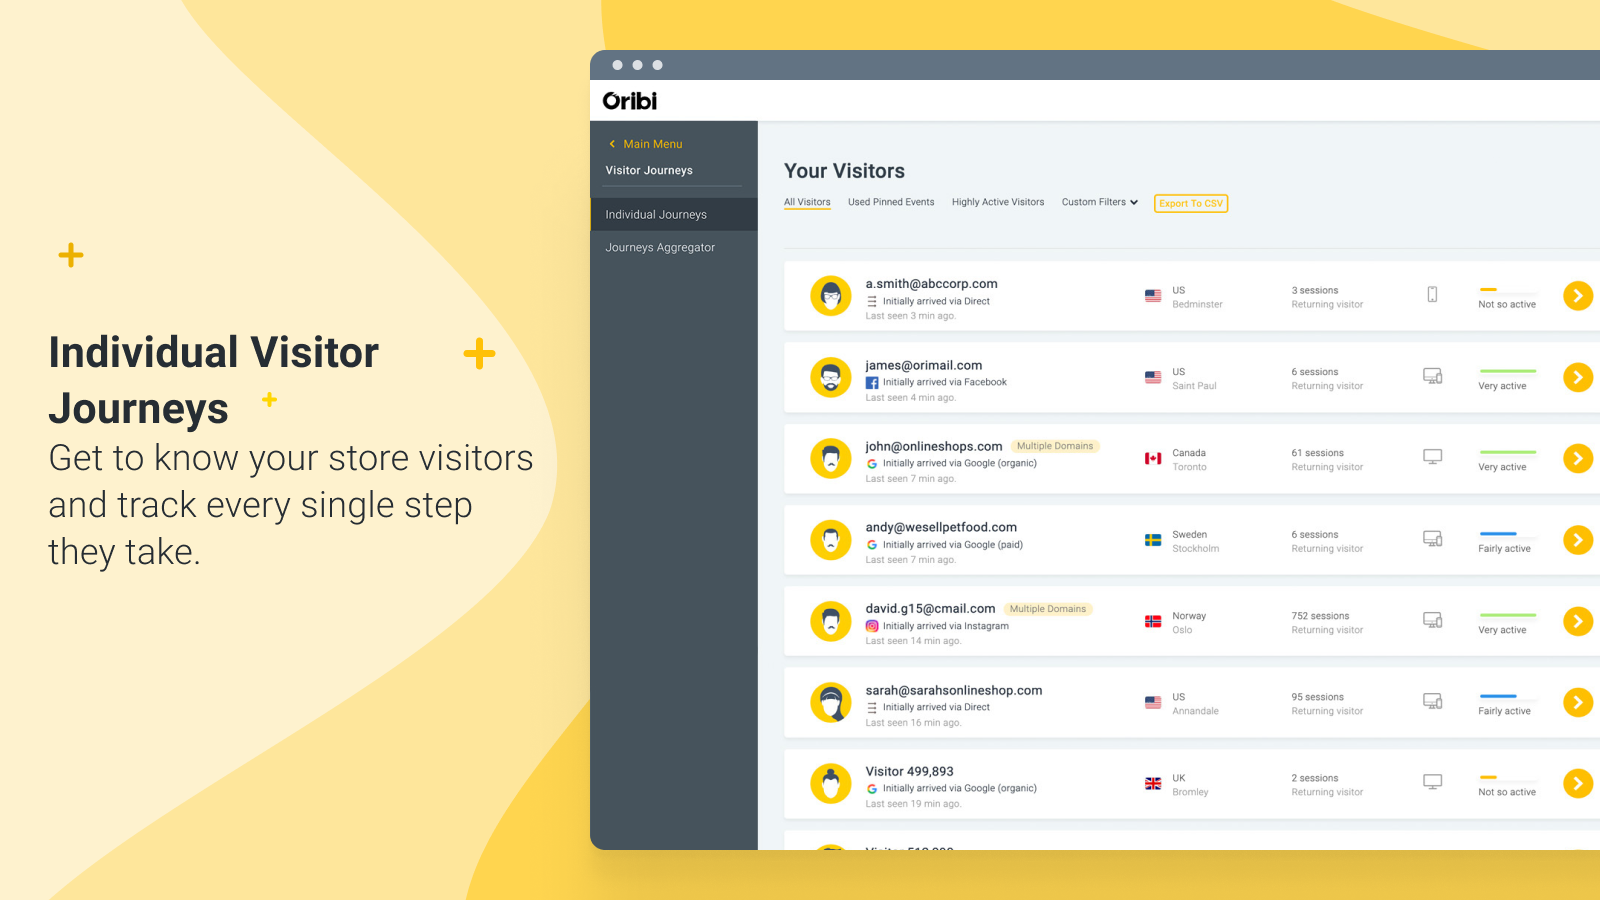 Individual Visitor
Journeys
Get to know your store visitors
and track every single step
they take.
Oribi
Main Menu
Visitor Journeys
Individual Journeys
Journeys Aggregator
Your Visitors
All Visitors Used Pinned Events Highly Active Visitors Custom Filters Export To CSV
a.smith@abccorp.com
Initially arrived via Direct
Last seen 3 min ago.
US
Bedminster
3 sessions
Returning visitor
Not so active
james@orimail.com
Initially arrived via Facebook
Last seen 4 min ago.
US
Saint Paul
6 sessions
Returning visitor
Very active
john@onlineshops.com Multiple Domains
Initially arrived via Google (organic)
Last seen 7 min ago.
Canada
Toronto
61 sessions
Returning visitor
Very active
andy@wesellpetfood.com
Initially arrived via Google (paid)
Last seen 7 min ago.
Sweden
Stockholm
6 sessions
Returning visitor
Fairly active
david.g15@cmail.com Multiple Domains
Initially arrived via Instagram
Last seen 14 min ago.
Norway
Oslo
752 sessions
Returning visitor
Very active
sarah@sarahsonlineshop.com
Initially arrived via Direct
Last seen 16 min ago.
US
Annandale
95 sessions
Returning visitor
Fairly active
Visitor 499,893
Initially arrived via Google (organic)
Last seen 19 min ago.
UK
Bromley
2 sessions
Returning visitor
Not so active
Visitor